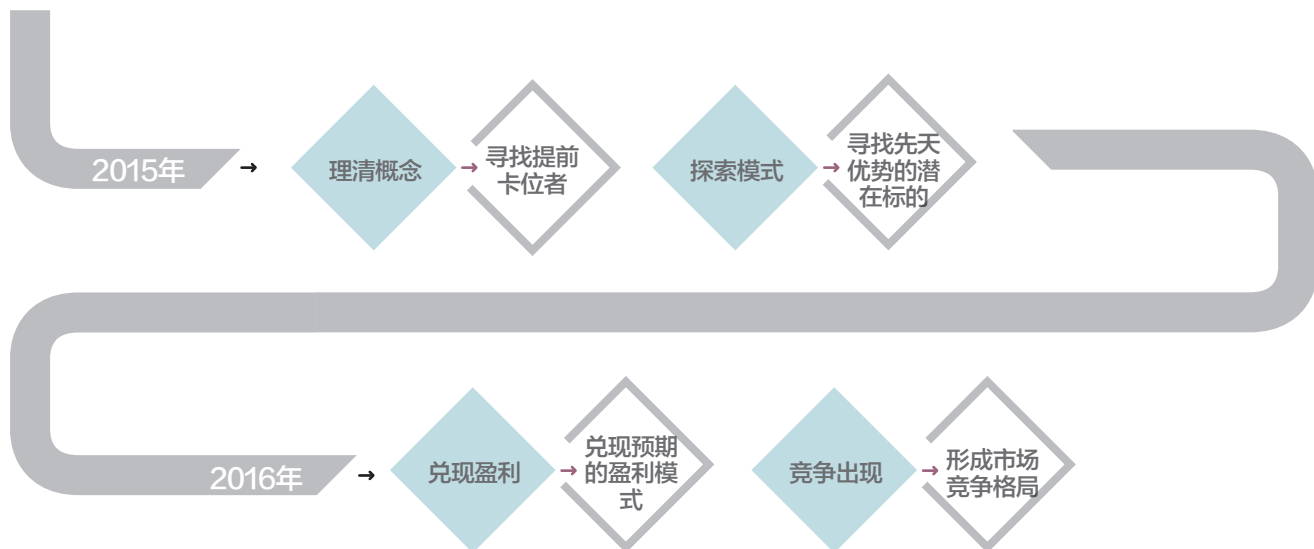 2015年
理清概念
寻找提前
卡位者
探索模式
寻找先天
优势的潜
在标的
2016年
兑现盈利
兑现预期
的盈利模
式
竞争出现
形成市场
竞争格局